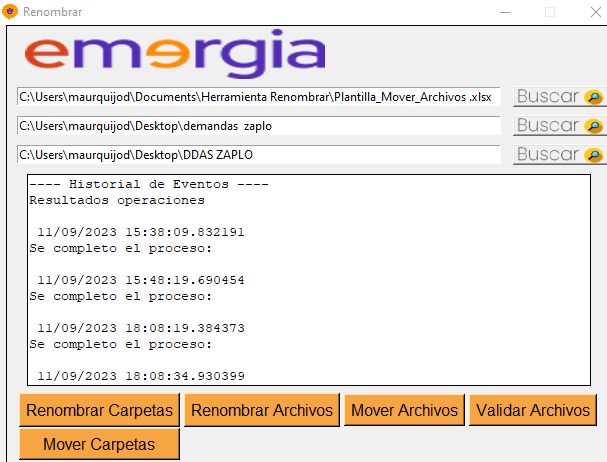 Renombrar
emergia
C:\Users\maurquijod\Documents\Herramienta Renombrar\Plantilla_Mover_Archivos .xlsx
Buscar
C:\Users\maurquijod\Desktop\demandas  zaplo
Buscar
C:\Users\maurquijod\Desktop\DDAS ZAPLO
Buscar
---- Historial de Eventos ----
Resultados operaciones
11/09/2023 15:38:09.832191
Se completo el proceso:
11/09/2023 15:48:19.690454
Se completo el proceso:
11/09/2023 18:08:19.384373
Se completo el proceso:
11/09/2023 18:08:34.930399
Renombrar Carpetas
Renombrar Archivos
Mover Archivos
Validar Archivos
Mover Carpetas